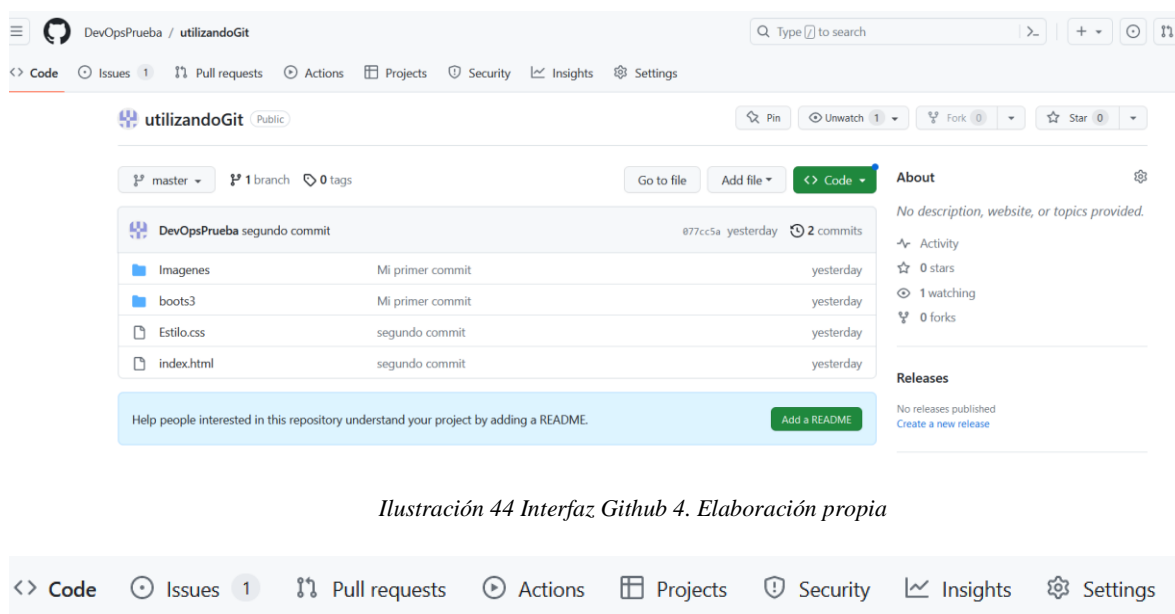 DevOpsPrueba / utilizandoGit Type / to search
Code Issues 1 Pull requests Actions Projects Security Insights Settings
utilizandoGit Public Pin Unwatch 1 Fork 0 Star 0
master 1 branch 0 tags Go to file Add file Code About
No description, website, or topics provided.
DevOpsPrueba segundo commit 077cc5a yesterday 2 commits
Activity
Imagenes Mi primer commit yesterday 0 stars
boots3 Mi primer commit yesterday 1 watching
0 forks
Estilo.css segundo commit yesterday
index.html segundo commit yesterday
Releases
No releases published
Help people interested in this repository understand your project by adding a README. Add a README Create a new release
Ilustración 44 Interfaz Github 4. Elaboración propia
Code Issues 1 Pull requests Actions Projects Security Insights Settings